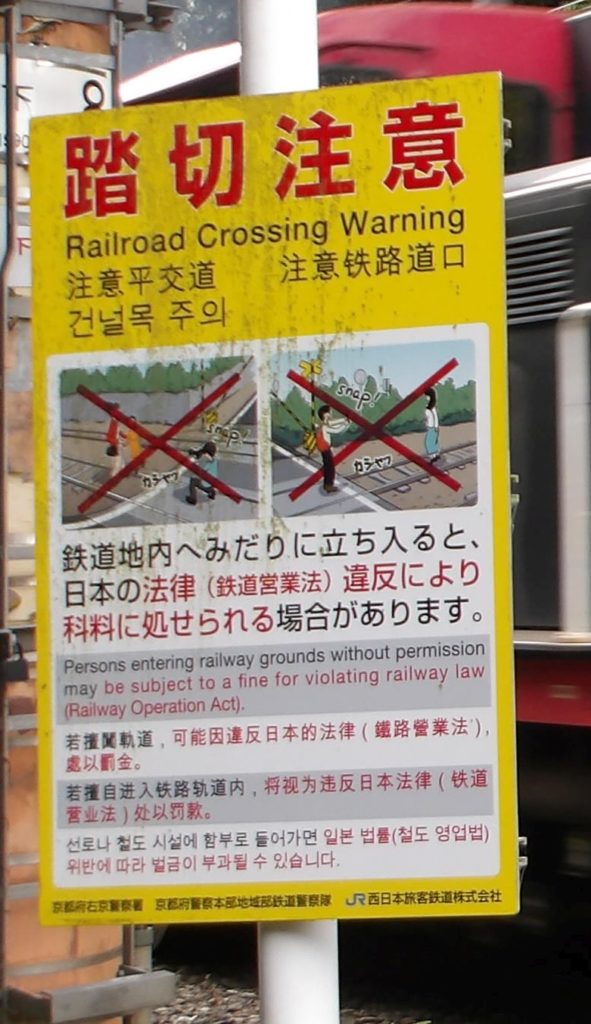 踏切注意
Railroad Crossing Warning
注意平交道 注意铁路道口
건널목 주의
snap!
カシャッ
snap!
カシャッ
鉄道地内へみだりに立ち入ると、
日本の法律（鉄道営業法）違反により
科料に処せられる場合があります。
Persons entering railway grounds without permission
may be subject to a fine for violating railway law
(Railway Operation Act).
若擅闖軌道，可能因違反日本的法律（鐵路營業法），
處以罰金。
若擅自进入铁路轨道内，将视为违反日本法律（铁道
营业法）处以罚款。
선로나 철도 시설에 함부로 들어가면 일본 법률(철도 영업법)
위반에 따라 벌금이 부과될 수 있습니다.
京都府右京警察署 京都府警察本部地域部鉄道警察隊 JR西日本旅客鉄道株式会社